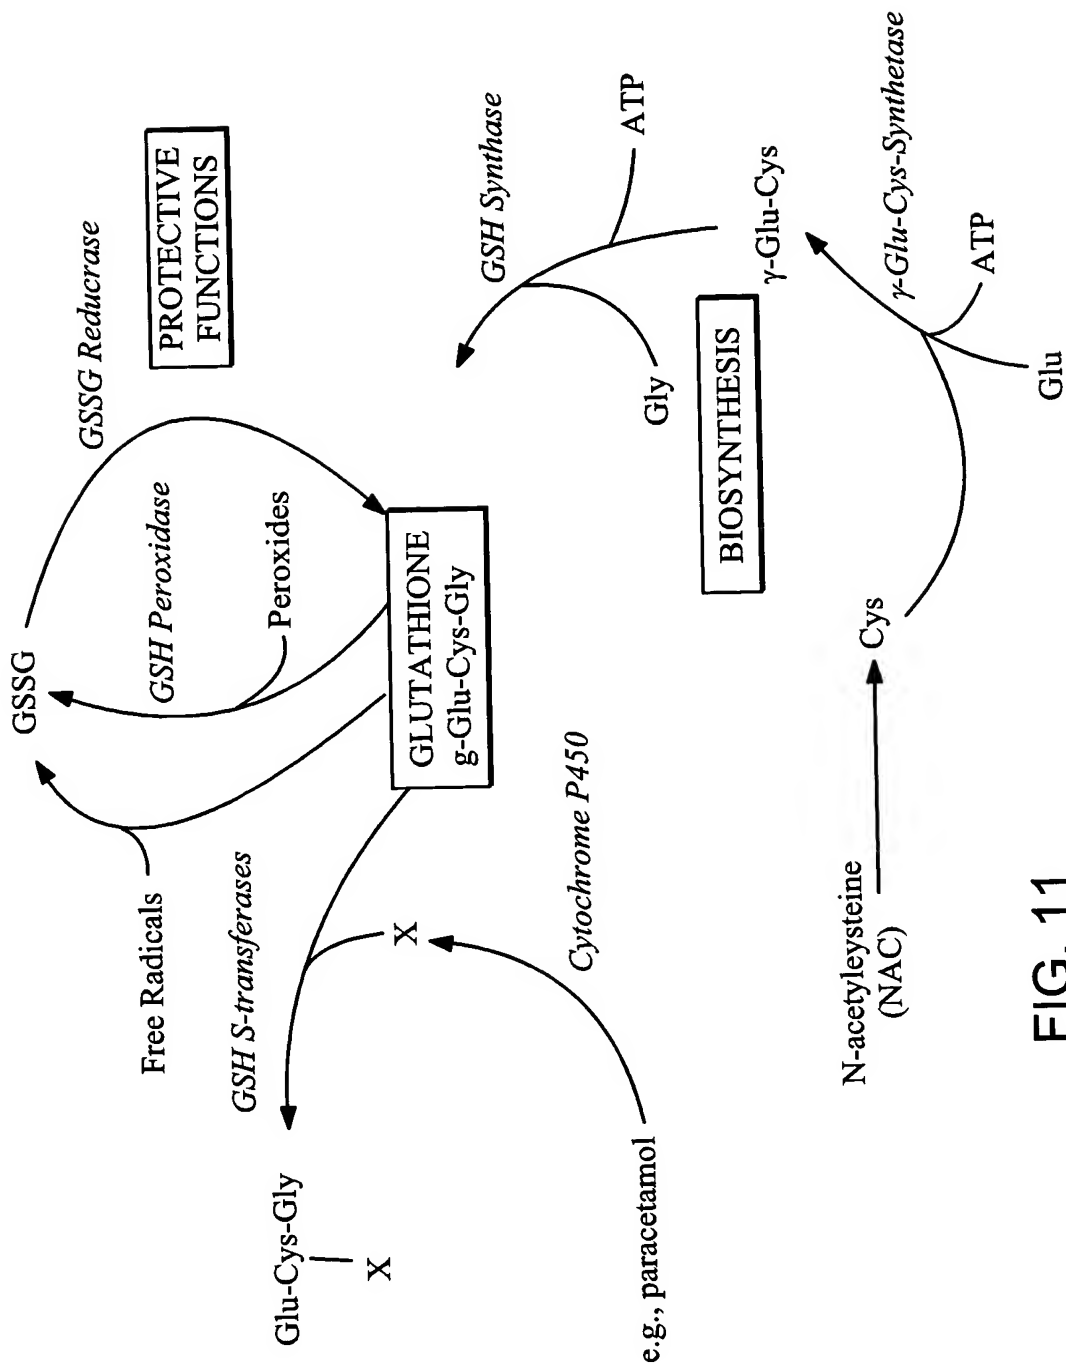 GSSG
GSSG Reducrase
PROTECTIVE
FUNCTIONS
GSH Peroxidase
Peroxides
Free Radicals
GSH S-transferases
GLUTATHIONE
g-Glu-Cys-Gly
GSH Synthase
ATP
Glu-Cys-Gly
X
X
Cytochrome P450
e.g., paracetamol
Gly
BIOSYNTHESIS
γ-Glu-Cys
γ-Glu-Cys-Synthetase
ATP
Glu
Cys
N-acetyleysteine
(NAC)
FIG. 11